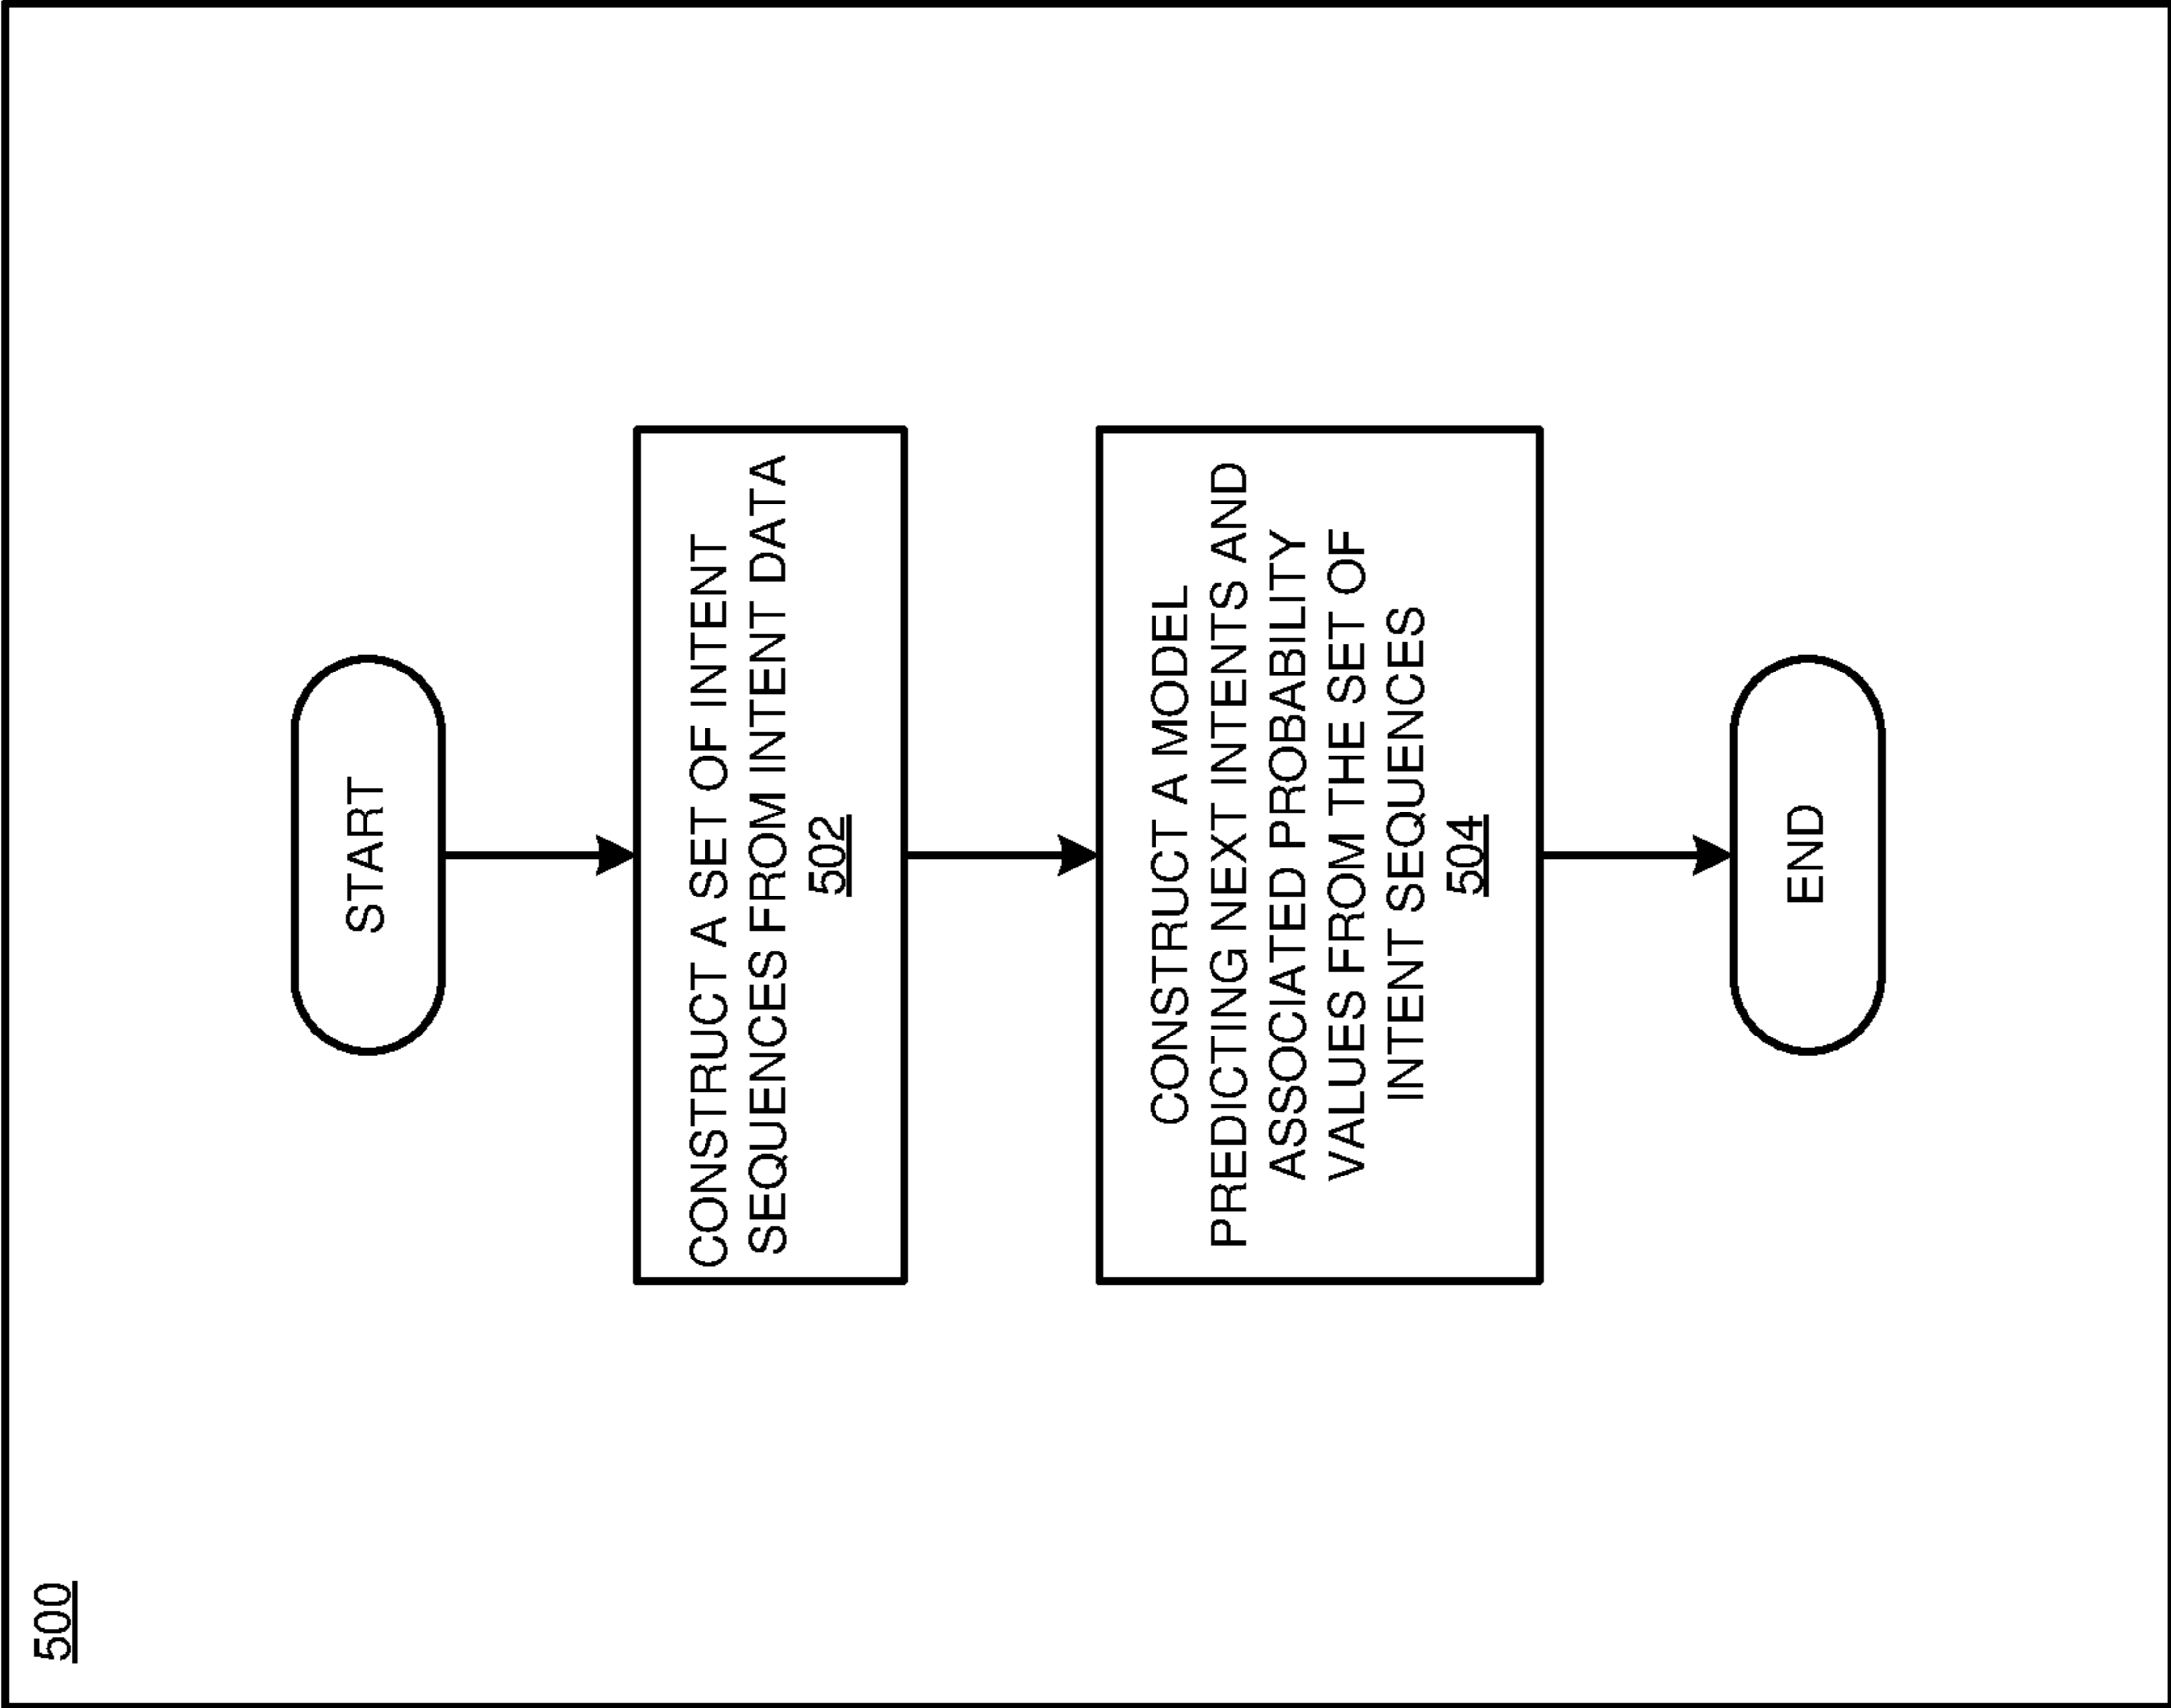 500
START
CONSTRUCT A SET OF INTENT
SEQUENCES FROM INTENT DATA
502
CONSTRUCT A MODEL
PREDICTING NEXT INTENTS AND
ASSOCIATED PROBABILITY
VALUES FROM THE SET OF
INTENT SEQUENCES
504
END